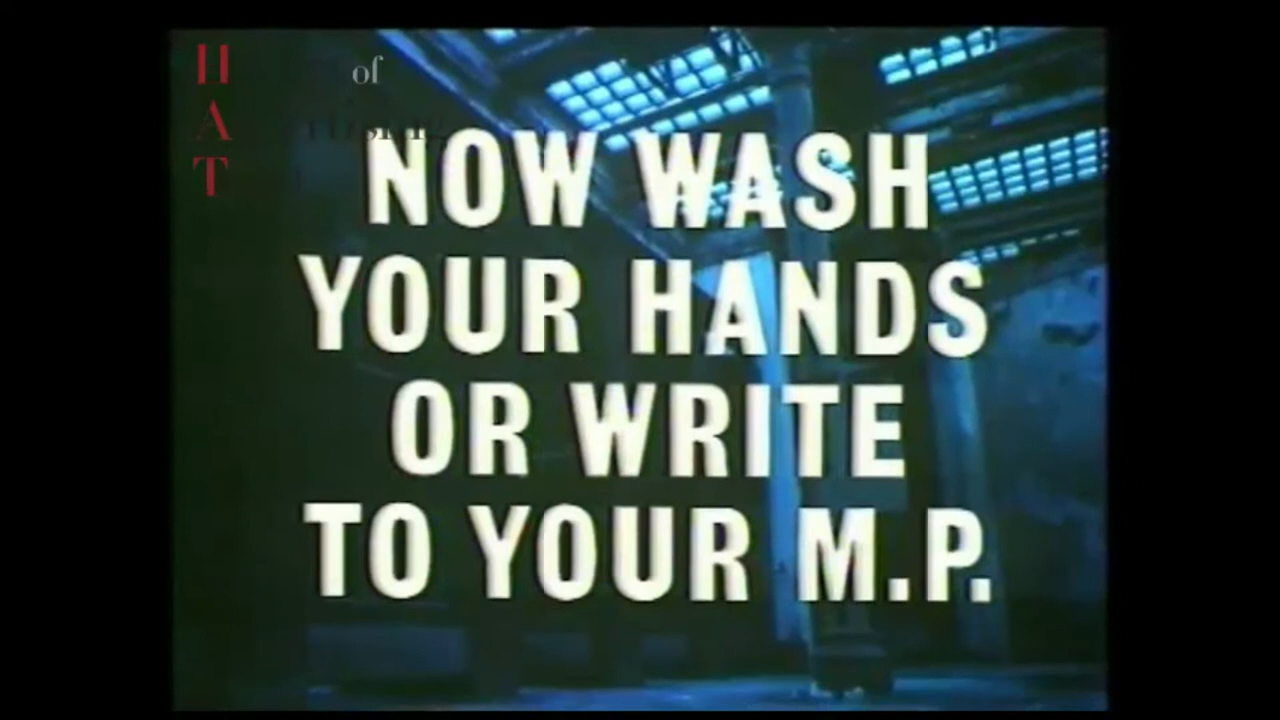 H
A
T
of
NOW WASH
YOUR HANDS
OR WRITE
TO YOUR M.P.